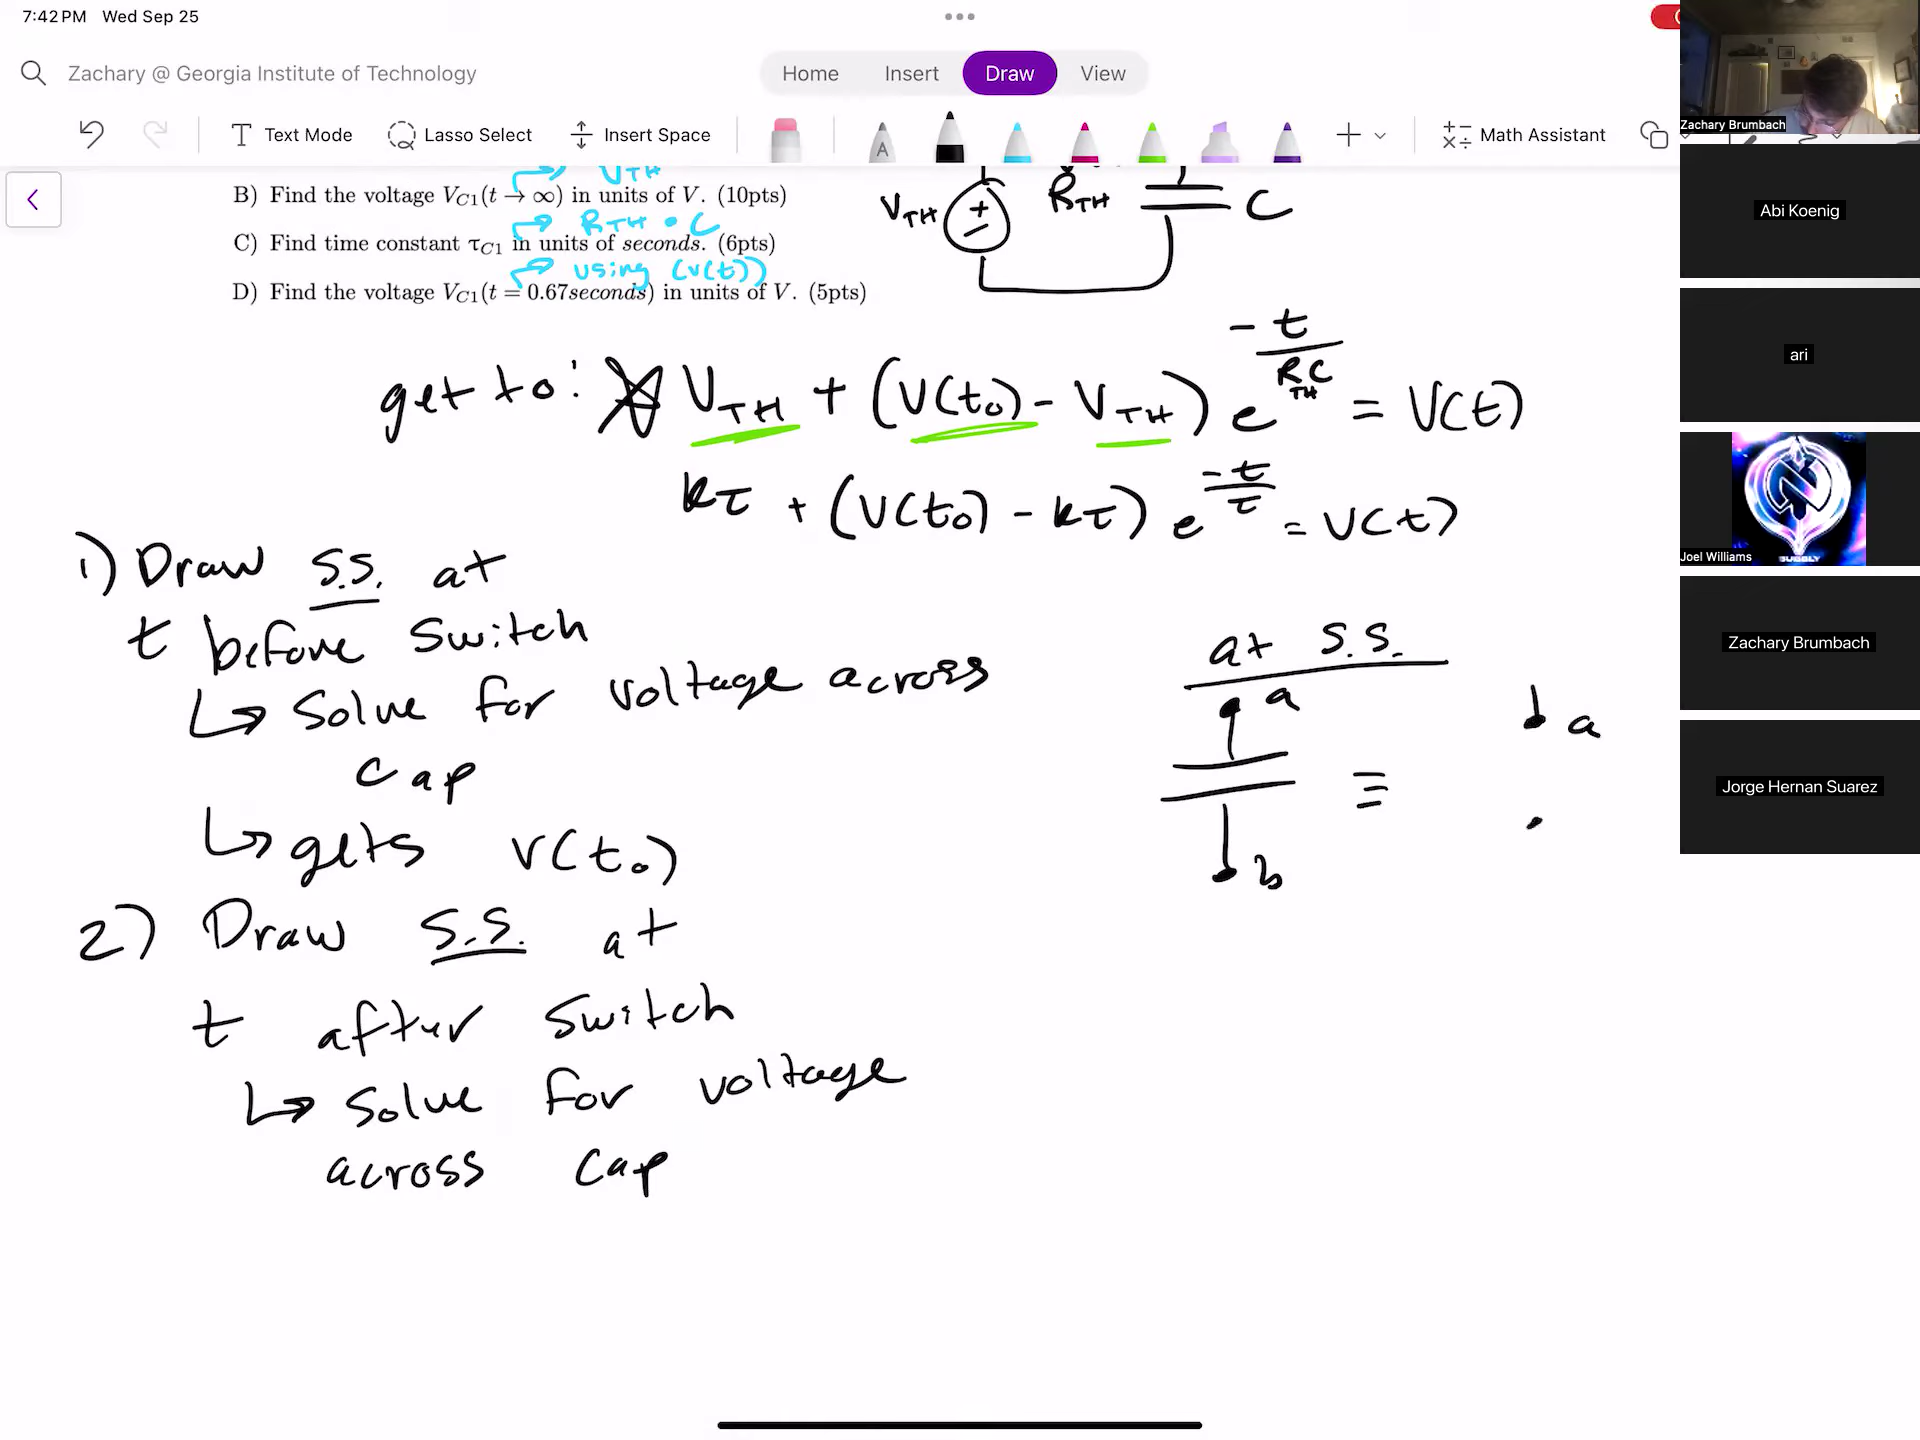 7:42 PM Wed Sep 25
Zachary @ Georgia Institute of Technology
Home Insert Draw View
Text Mode Lasso Select Insert Space Math Assistant
VTH
B) Find the voltage VC1(t → ∞) in units of V. (10pts)
RTH • C
C) Find time constant τC1 in units of seconds. (6pts)
using (v(t))
D) Find the voltage VC1(t = 0.67seconds) in units of V. (5pts)
VTH + − RTH C
get to: VTH + (V(to) - VTH) e^(-t/(RTH C)) = V(t)
kτ + (V(to) - kτ) e^(-t/τ) = V(t)
1) Draw S.S. at
t before switch
↳ Solve for voltage across
cap
↳ gets V(to)
2) Draw S.S. at
t after switch
↳ Solve for voltage
across cap
at S.S.
a
≡
b
a
Zachary Brumbach
Abi Koenig
ari
Joel Williams
Zachary Brumbach
Jorge Hernan Suarez